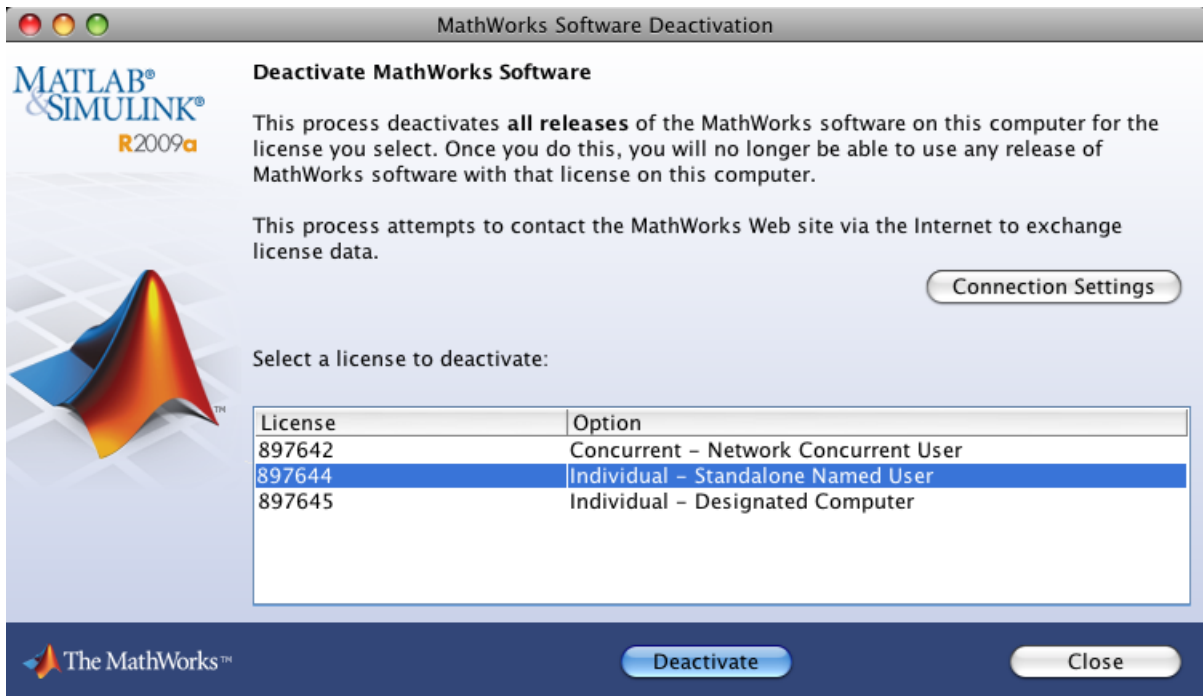 MathWorks Software Deactivation
MATLAB®
&SIMULINK®
R2009a
Deactivate MathWorks Software
This process deactivates all releases of the MathWorks software on this computer for the
license you select. Once you do this, you will no longer be able to use any release of
MathWorks software with that license on this computer.
This process attempts to contact the MathWorks Web site via the Internet to exchange
license data.
Connection Settings
Select a license to deactivate:
TM
License Option
897642 Concurrent – Network Concurrent User
897644 Individual – Standalone Named User
897645 Individual – Designated Computer
The MathWorks™
Deactivate
Close